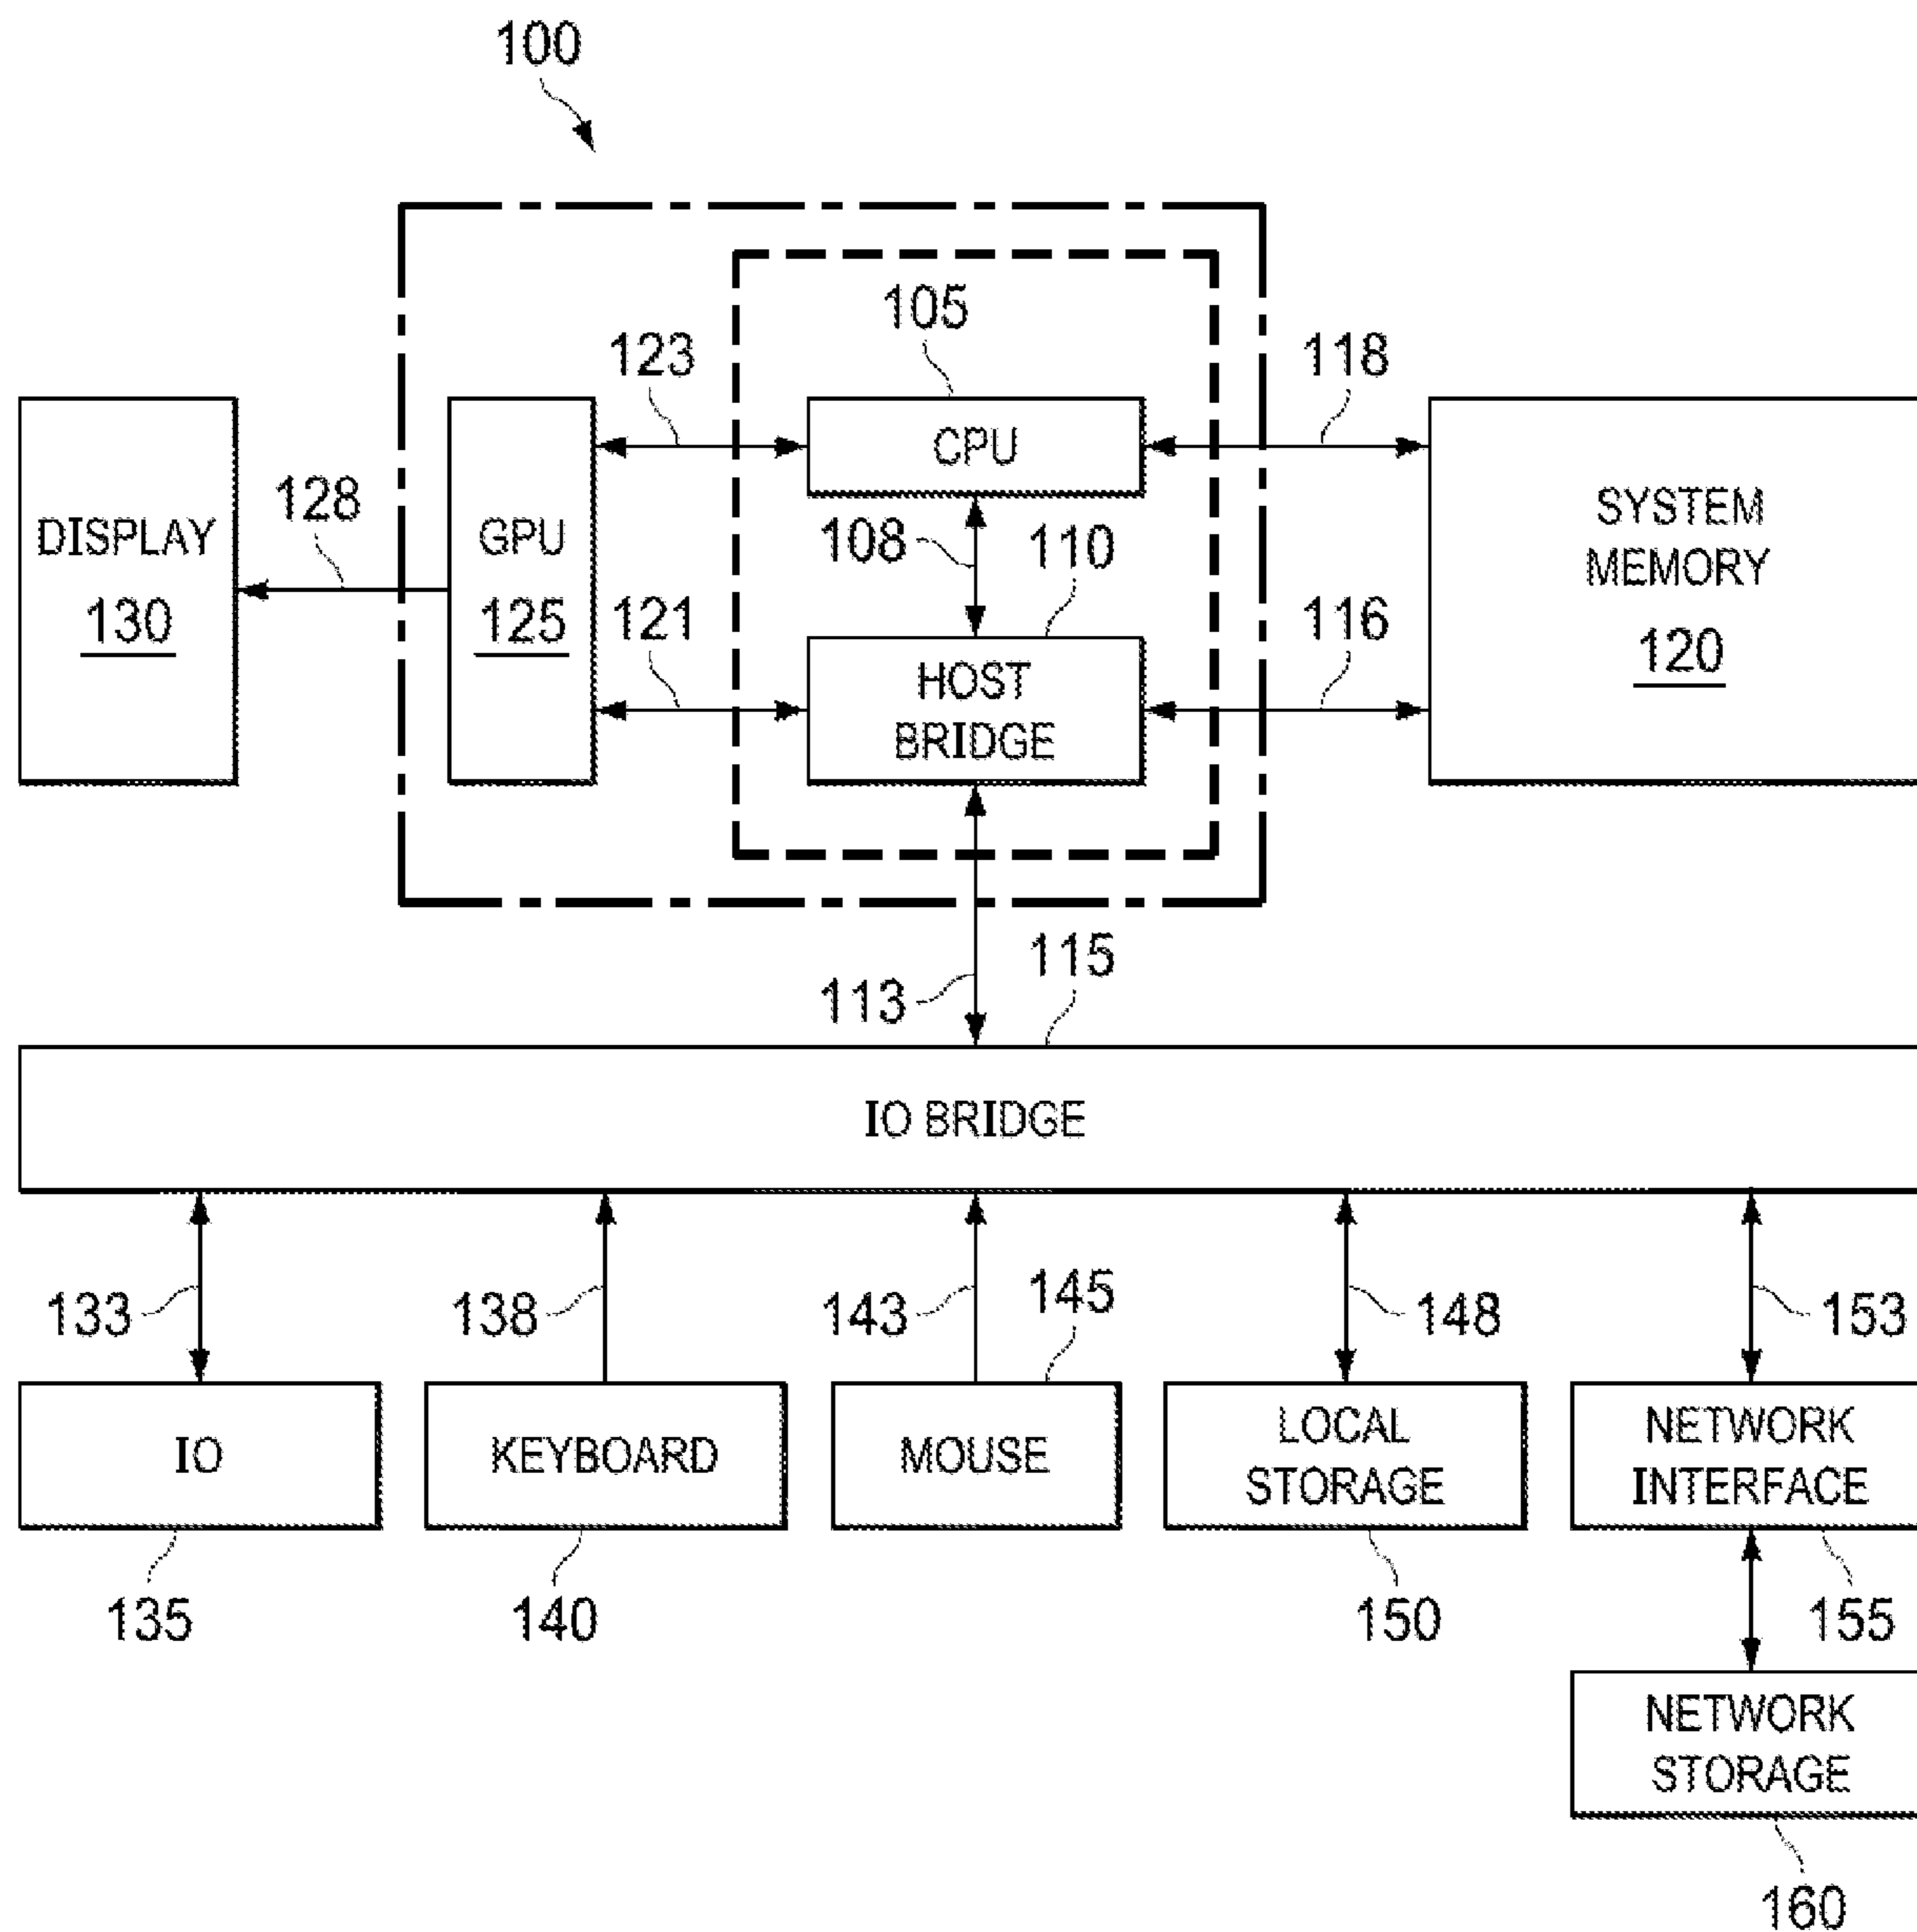 100
105
123
118
CPU
DISPLAY
130
128
GPU
125
108
110
SYSTEM
MEMORY
120
121
116
HOST
BRIDGE
115
113
IO BRIDGE
133
138
143
145
148
153
IO
KEYBOARD
MOUSE
LOCAL
STORAGE
NETWORK
INTERFACE
135
140
150
155
NETWORK
STORAGE
160